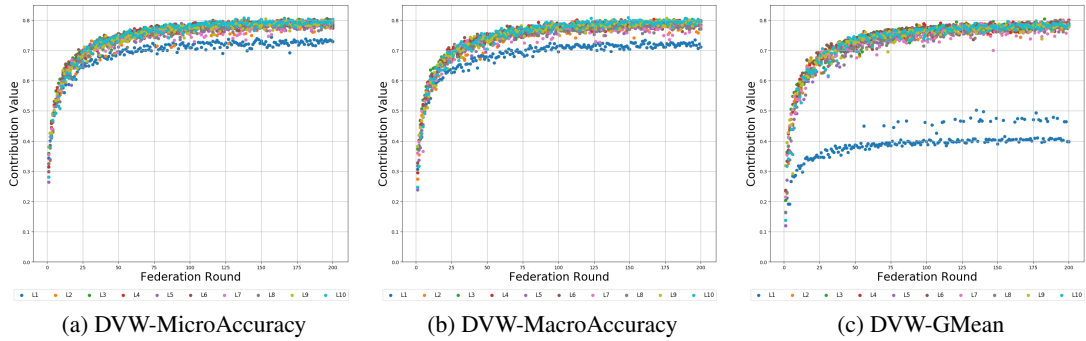 0.8
0.7
0.6
0.5
0.4
0.3
0.2
0.1
0.0
Contribution Value
0 25 50 75 100 125 150 175 200
Federation Round
L1 L2 L3 L4 L5 L6 L7 L8 L9 L10
(a) DVW-MicroAccuracy
0.8
0.7
0.6
0.5
0.4
0.3
0.2
0.1
0.0
Contribution Value
0 25 50 75 100 125 150 175 200
Federation Round
L1 L2 L3 L4 L5 L6 L7 L8 L9 L10
(b) DVW-MacroAccuracy
0.8
0.7
0.6
0.5
0.4
0.3
0.2
0.1
0.0
Contribution Value
0 25 50 75 100 125 150 175 200
Federation Round
L1 L2 L3 L4 L5 L6 L7 L8 L9 L10
(c) DVW-GMean